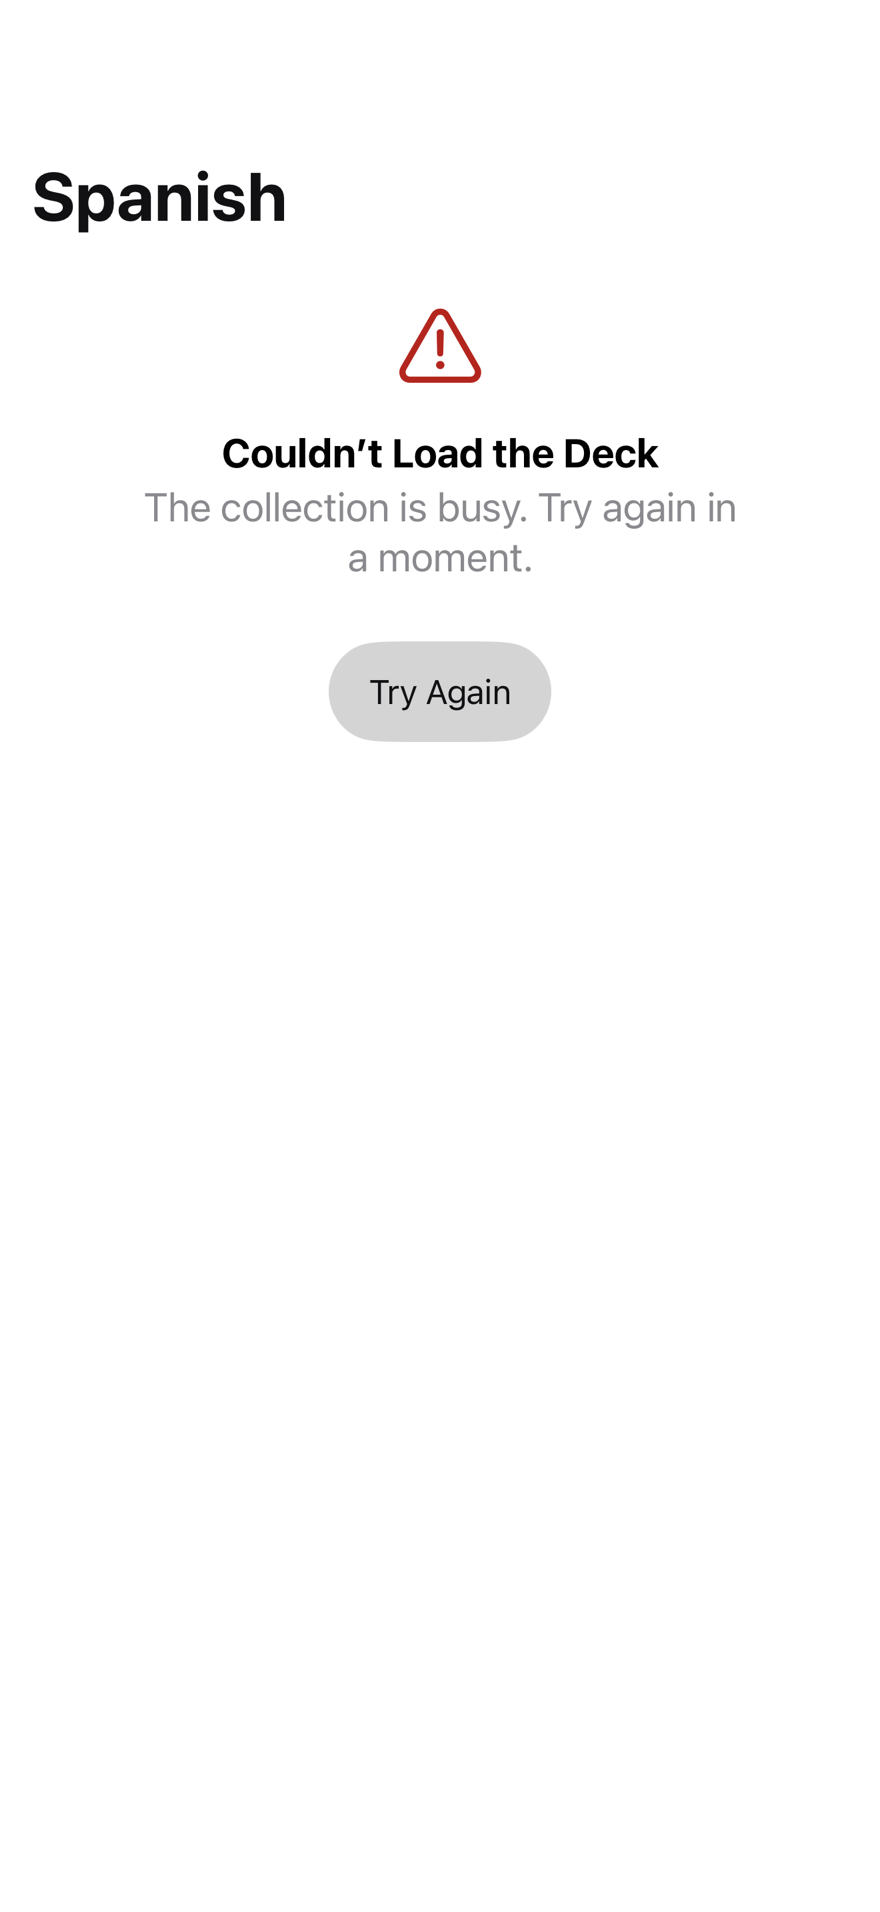 Spanish
Couldn’t Load the Deck
The collection is busy. Try again in
a moment.
Try Again